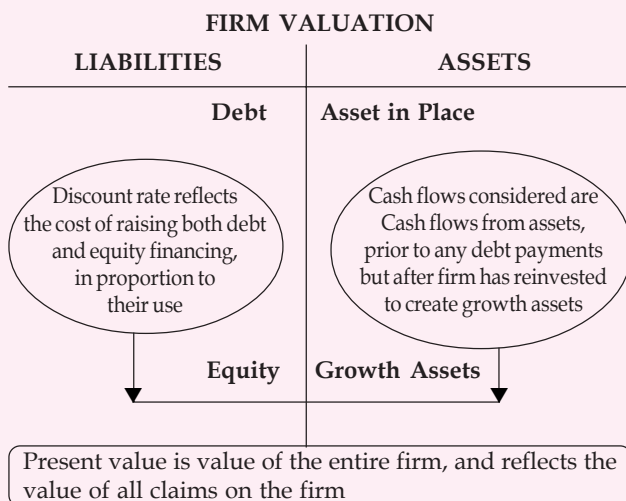 FIRM VALUATION
LIABILITIES
ASSETS
Debt
Asset in Place
Discount rate reflects
the cost of raising both debt
and equity financing,
in proportion to
their use
Cash flows considered are
Cash flows from assets,
prior to any debt payments
but after firm has reinvested
to create growth assets
Equity
Growth Assets
Present value is value of the entire firm, and reflects the
value of all claims on the firm